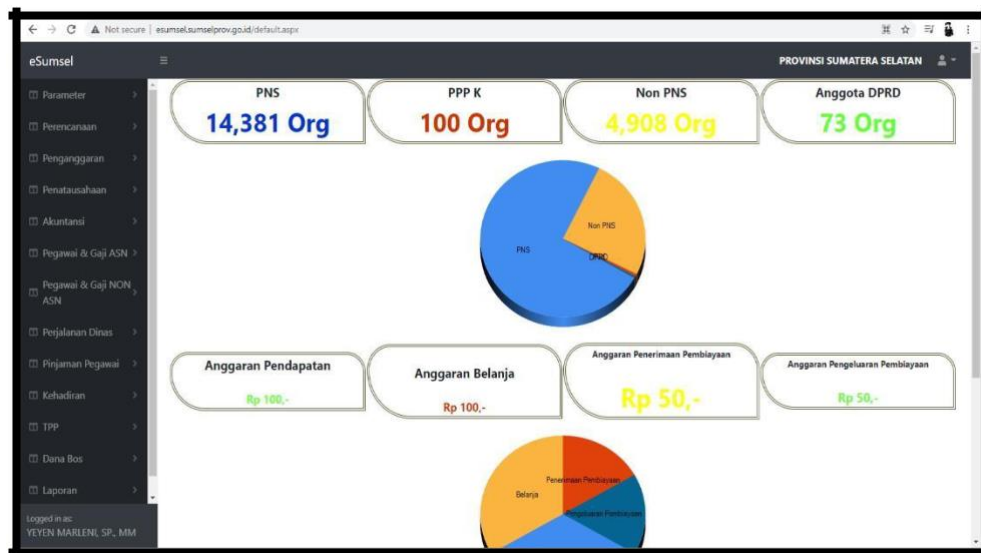 Not secure | esumsel.sumselprov.go.id/default.aspx
eSumsel
PROVINSI SUMATERA SELATAN
Parameter
Perencanaan
Penganggaran
Penatausahaan
Akuntansi
Pegawai & Gaji ASN
Pegawai & Gaji NON
ASN
Perjalanan Dinas
Pinjaman Pegawai
Kehadiran
TPP
Dana Bos
Laporan
Logged in as:
YEYEN MARLENI, SP., MM
PNS
14,381 Org
PPP K
100 Org
Non PNS
4,908 Org
Anggota DPRD
73 Org
Non PNS
PNS
DPRD
Anggaran Pendapatan
Rp 100,-
Anggaran Belanja
Rp 100,-
Anggaran Penerimaan Pembiayaan
Rp 50,-
Anggaran Pengeluaran Pembiayaan
Rp 50,-
Penerimaan Pembiayaan
Belanja
Pengeluaran Pembiayaan